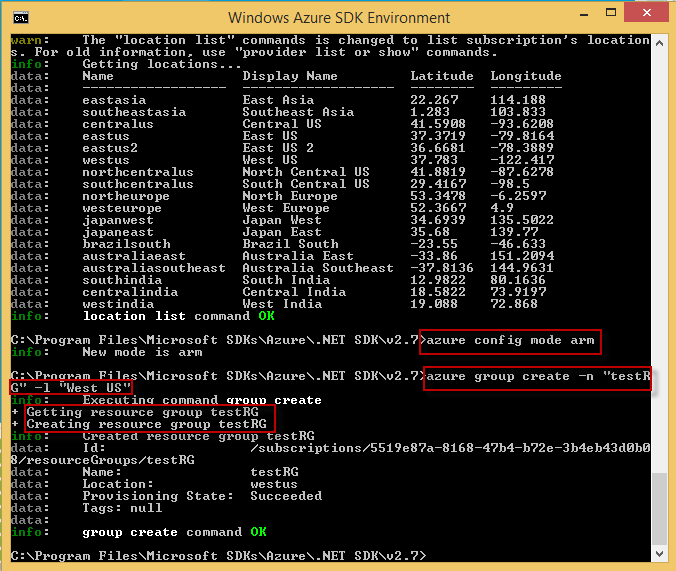 Windows Azure SDK Environment
warn:    The "location list" commands is changed to list subscription's location
s. For old information, use "provider list or show" commands.
info:    Getting locations...
data:    Name                Display Name         Latitude  Longitude
data:    ------------------  -------------------  --------  ---------
data:    eastasia            East Asia            22.267    114.188
data:    southeastasia       Southeast Asia       1.283     103.833
data:    centralus           Central US           41.5908   -93.6208
data:    eastus              East US              37.3719   -79.8164
data:    eastus2             East US 2            36.6681   -78.3889
data:    westus              West US              37.783    -122.417
data:    northcentralus      North Central US     41.8819   -87.6278
data:    southcentralus      South Central US     29.4167   -98.5
data:    northeurope         North Europe         53.3478   -6.2597
data:    westeurope          West Europe          52.3667   4.9
data:    japanwest           Japan West           34.6939   135.5022
data:    japaneast           Japan East           35.68     139.77
data:    brazilsouth         Brazil South         -23.55    -46.633
data:    australiaeast       Australia East       -33.86    151.2094
data:    australiasoutheast  Australia Southeast  -37.8136  144.9631
data:    southindia          South India          12.9822   80.1636
data:    centralindia        Central India        18.5822   73.9197
data:    westindia           West India           19.088    72.868
info:    location list command OK
C:\Program Files\Microsoft SDKs\Azure\.NET SDK\v2.7>azure config mode arm
info:    New mode is arm
C:\Program Files\Microsoft SDKs\Azure\.NET SDK\v2.7>azure group create -n "testR
G" -l "West US"
info:    Executing command group create
+ Getting resource group testRG
+ Creating resource group testRG
info:    Created resource group testRG
data:    Id:                  /subscriptions/5519e87a-8168-47b4-b72e-3b4eb43d0b0
8/resourceGroups/testRG
data:    Name:                testRG
data:    Location:            westus
data:    Provisioning State:  Succeeded
data:    Tags: null
data:
info:    group create command OK
C:\Program Files\Microsoft SDKs\Azure\.NET SDK\v2.7>